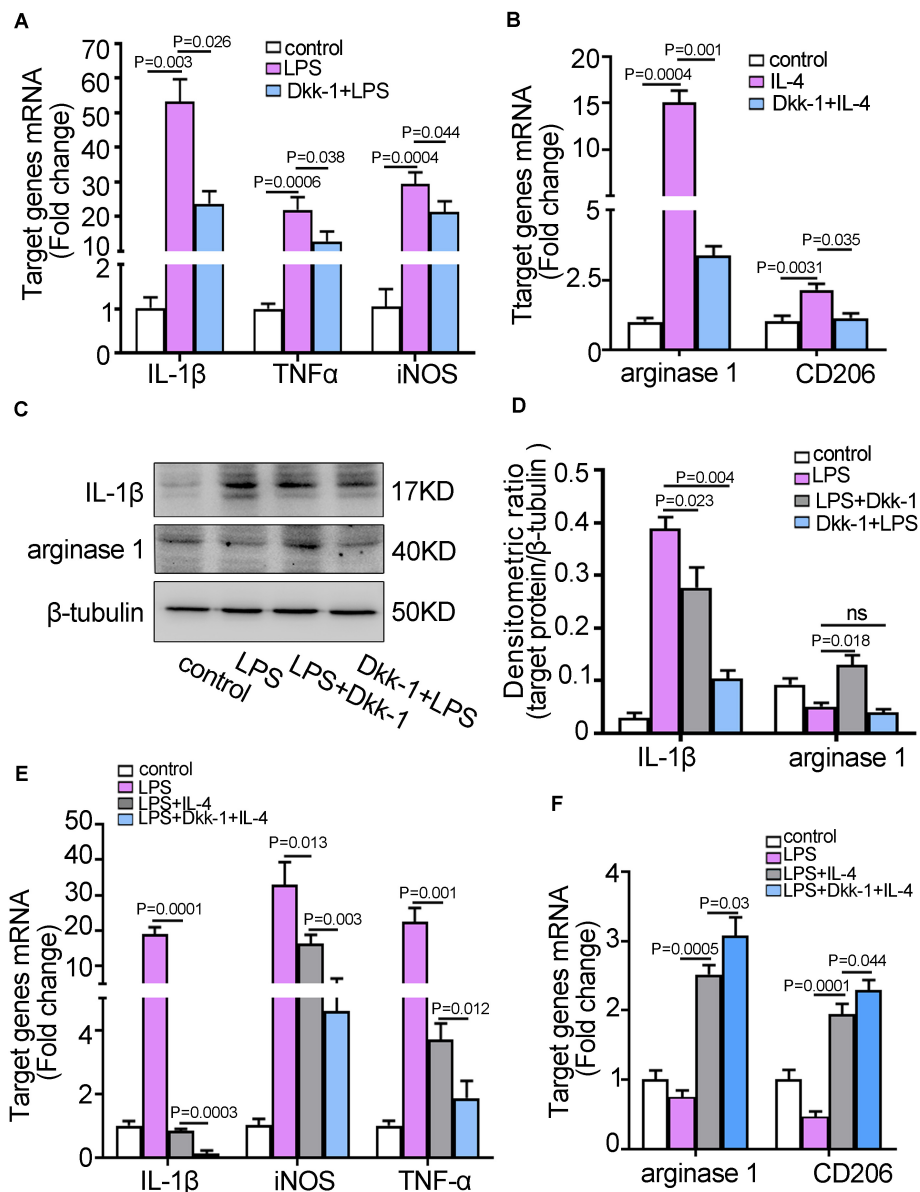 A
Target genes mRNA
(Fold change)
70
60
50
40
30
20
10
2
1
0
P=0.003
P=0.026
P=0.0006
P=0.038
P=0.0004
P=0.044
control
LPS
Dkk-1+LPS
IL-1β
TNFα
iNOS
B
Ttarget genes mRNA
(Fold change)
20
15
10
5
2.5
0
P=0.0004
P=0.001
P=0.0031
P=0.035
control
IL-4
Dkk-1+IL-4
arginase 1
CD206
C
IL-1β
17KD
arginase 1
40KD
β-tubulin
50KD
control
LPS
LPS+Dkk-1
Dkk-1+LPS
D
Densitometric ratio
(target protein/β-tubulin )
0.5
0.4
0.3
0.2
0.1
0
P=0.004
P=0.023
ns
P=0.018
control
LPS
LPS+Dkk-1
Dkk-1+LPS
IL-1β
arginase 1
E
control
LPS
LPS+IL-4
LPS+Dkk-1+IL-4
Target genes mRNA
(Fold change)
50
40
30
20
10
4
2
0
P=0.0001
P=0.0003
P=0.013
P=0.003
P=0.001
P=0.012
IL-1β
iNOS
TNF-α
F
control
LPS
LPS+IL-4
LPS+Dkk-1+IL-4
Target genes mRNA
(Fold change)
4
3
2
1
0
P=0.0005
P=0.03
P=0.0001
P=0.044
arginase 1
CD206